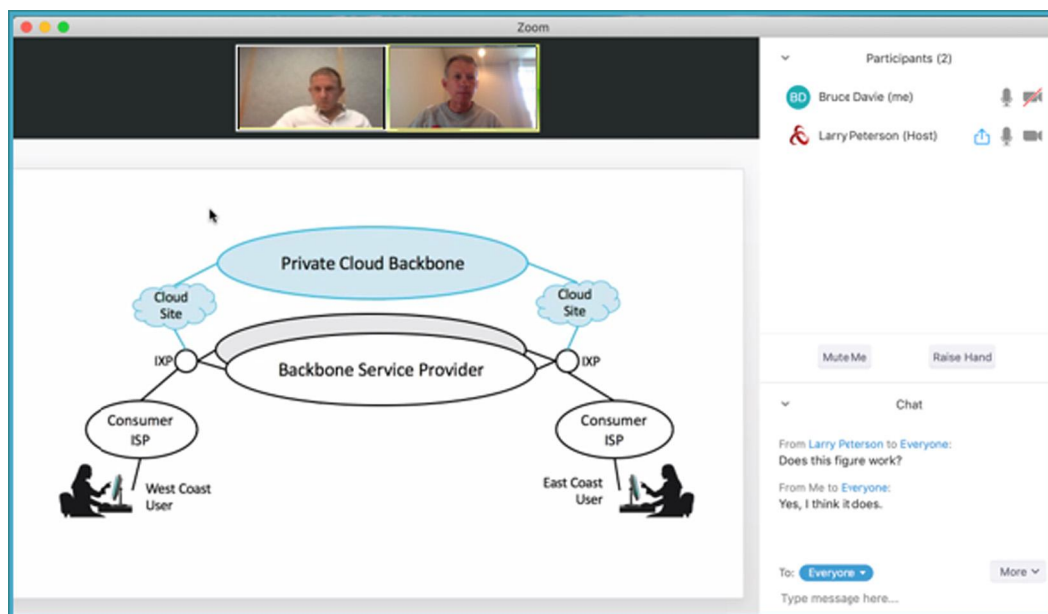 Zoom
Participants (2)
BD Bruce Davie (me)
Larry Peterson (Host)
Private Cloud Backbone
Cloud
Site
Cloud
Site
IXP
IXP
Backbone Service Provider
Consumer
ISP
Consumer
ISP
West Coast
User
East Coast
User
Mute Me
Raise Hand
Chat
From Larry Peterson to Everyone:
Does this figure work?
From Me to Everyone:
Yes, I think it does.
To: Everyone
More
Type message here...